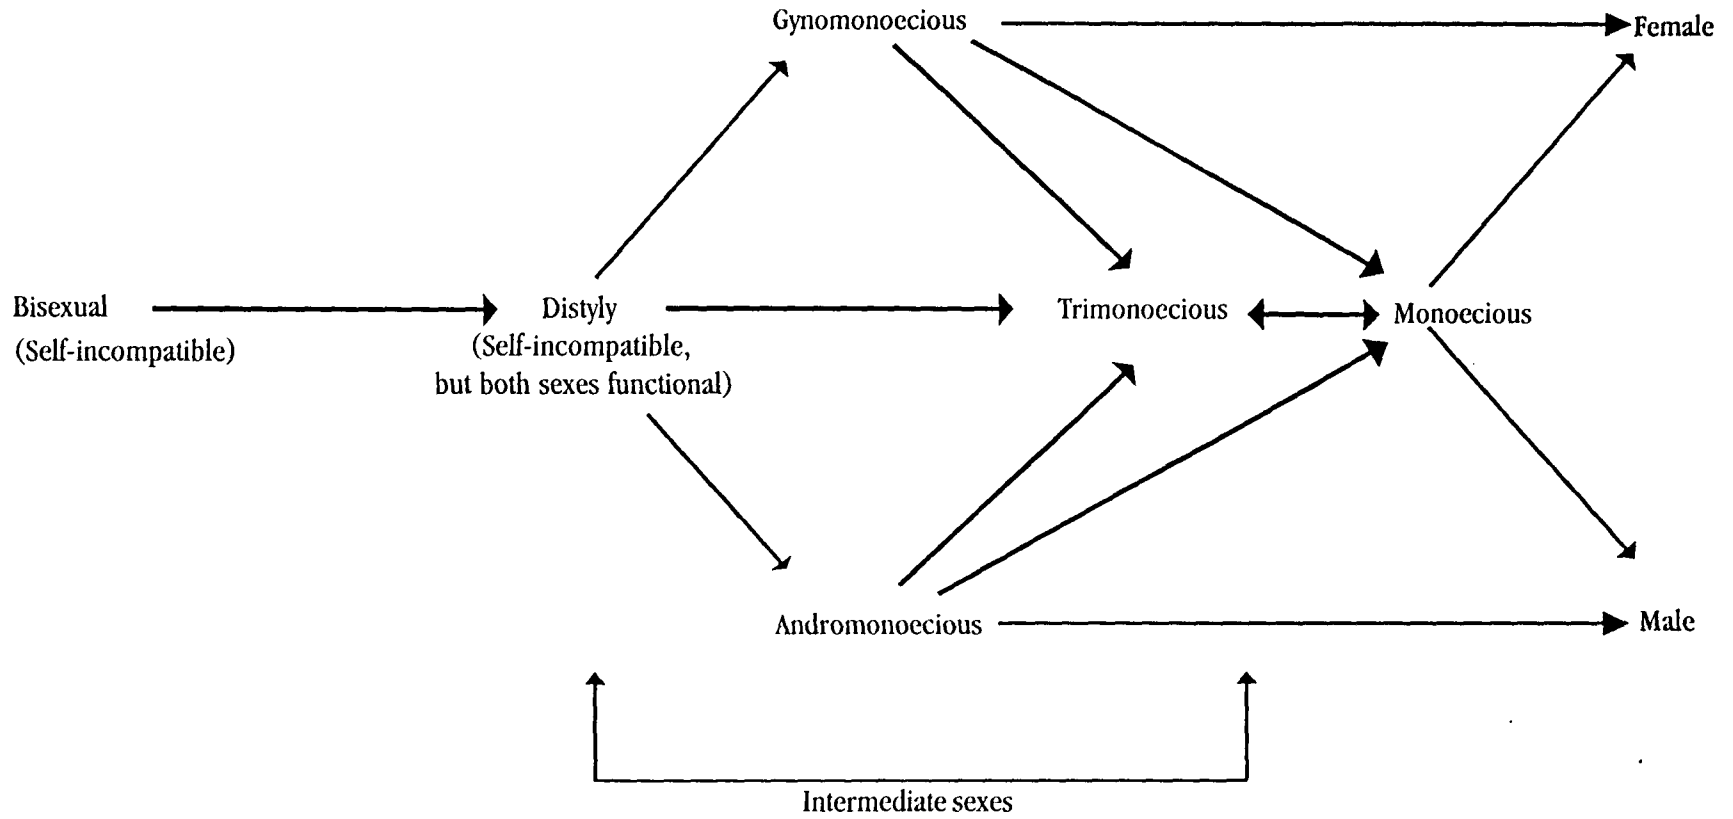 Gynomonoecious
Female
Bisexual
(Self-incompatible)
Distyly
(Self-incompatible,
but both sexes functional)
Trimonoecious
Monoecious
Andromonoecious
Male
Intermediate sexes